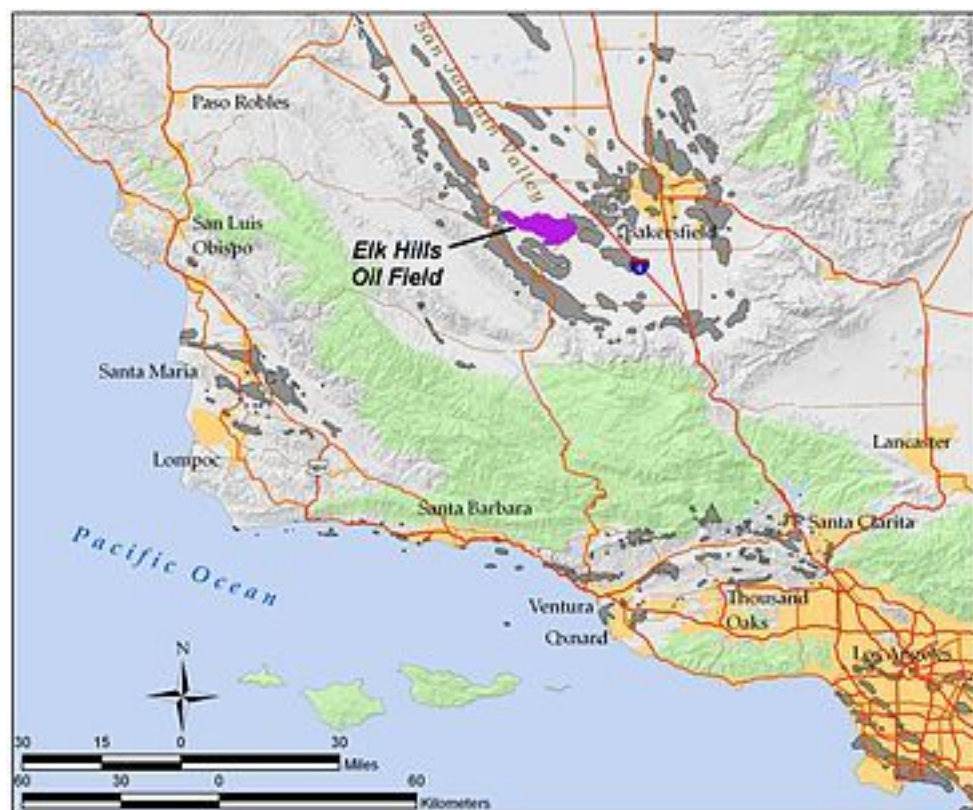 Paso Robles
San Joaquin Valley
San Luis
Obispo
Bakersfield
Elk Hills
Oil Field
5
Santa Maria
Lancaster
Lompoc
101
Santa Barbara
Santa Clarita
Pacific Ocean
Ventura
Thousand
Oaks
Oxnard
Los Angeles
N
30 15 0 30
Miles
60 30 0 60
Kilometers